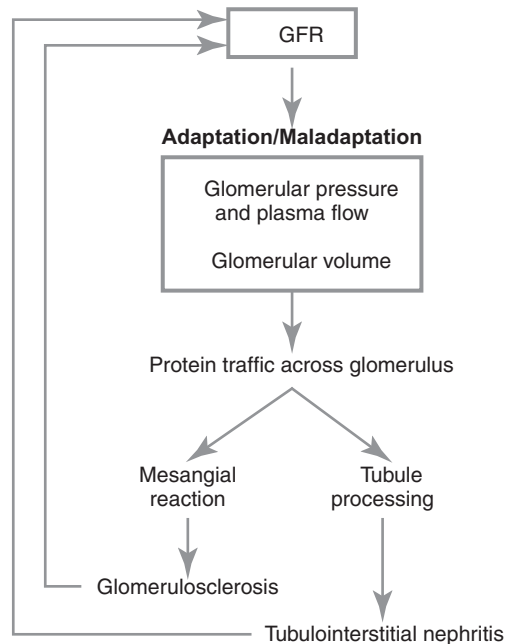 GFR
Adaptation/Maladaptation
Glomerular pressure
and plasma flow
Glomerular volume
Protein traffic across glomerulus
Mesangial
reaction
Tubule
processing
Glomerulosclerosis
Tubulointerstitial nephritis